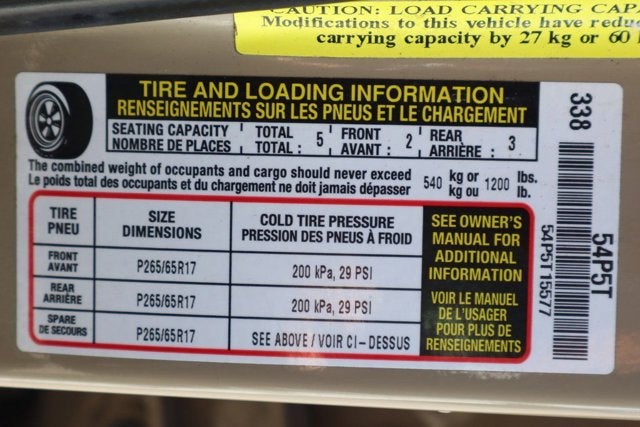 CAUTION: LOAD CARRYING CAP
Modifications to this vehicle have redu
carrying capacity by 27 kg or 60
TIRE AND LOADING INFORMATION
RENSEIGNEMENTS SUR LES PNEUS ET LE CHARGEMENT
SEATING CAPACITY TOTAL FRONT REAR
NOMBRE DE PLACES TOTAL : 5 AVANT : 2 ARRIÈRE : 3
The combined weight of occupants and cargo should never exceed 540 kg or 1200 lbs.
Le poids total des occupants et du chargement ne doit jamais dépasser kg ou lb.
TIRE SIZE COLD TIRE PRESSURE
PNEU DIMENSIONS PRESSION DES PNEUS À FROID
FRONT
AVANT P265/65R17 200 kPa, 29 PSI
REAR
ARRIÈRE P265/65R17 200 kPa, 29 PSI
SPARE
DE SECOURS P265/65R17 SEE ABOVE / VOIR CI-DESSUS
SEE OWNER'S
MANUAL FOR
ADDITIONAL
INFORMATION
VOIR LE MANUEL
DE L'USAGER
POUR PLUS DE
RENSEIGNEMENTS
338
54P5T15577
54P5T